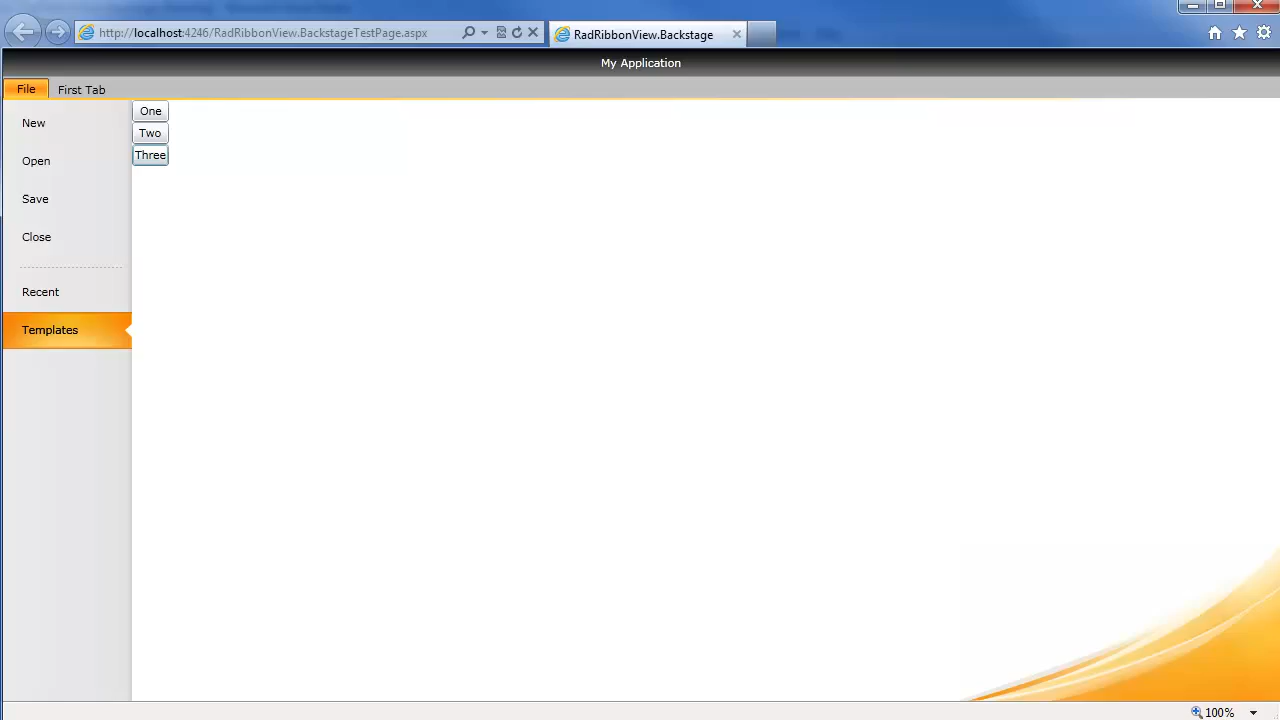 http://localhost:4246/RadRibbonView.BackstageTestPage.aspx
RadRibbonView.Backstage
My Application
File
First Tab
New
Open
Save
Close
Recent
Templates
One
Two
Three
100%